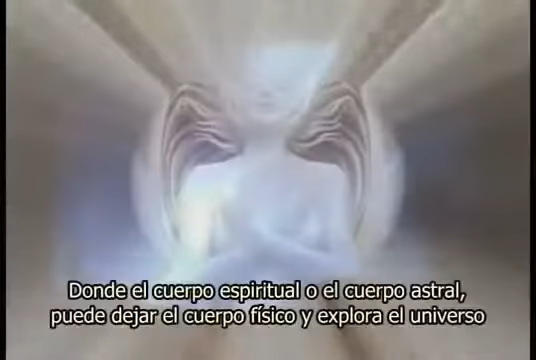 Donde el cuerpo espiritual o el cuerpo astral,
puede dejar el cuerpo físico y explora el universo